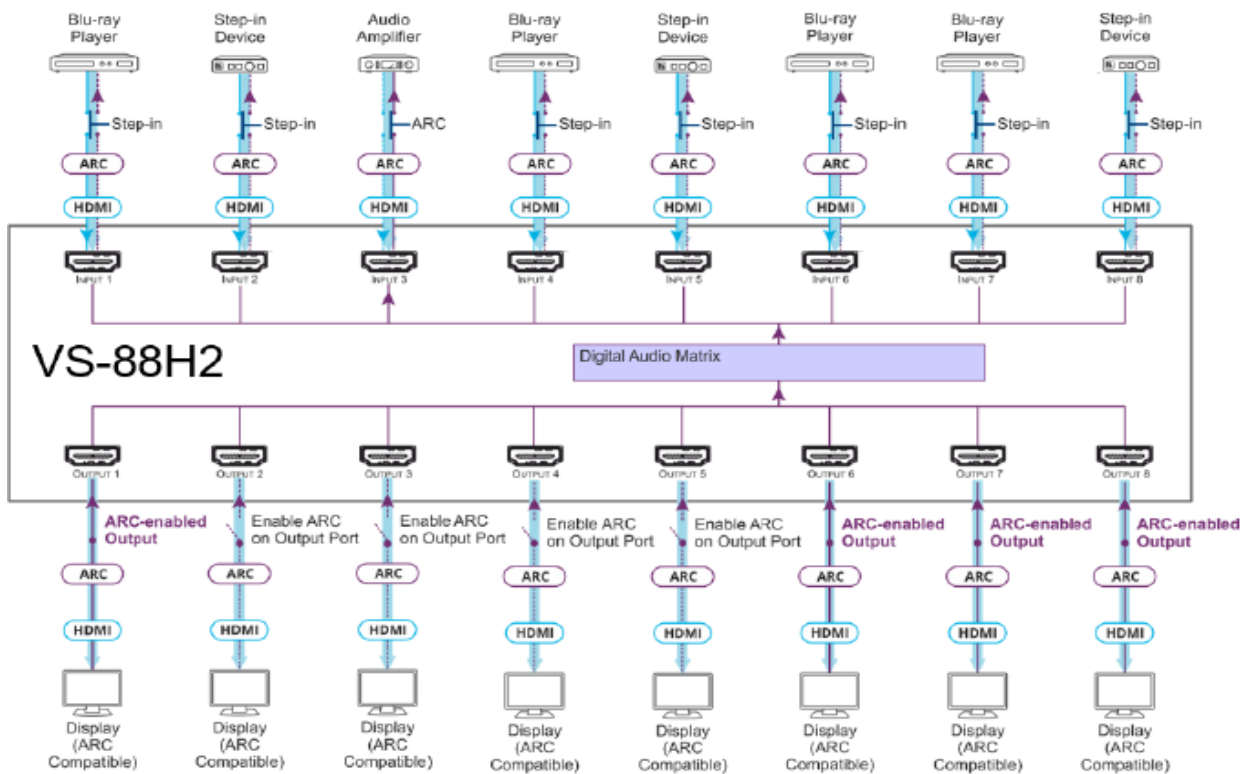 Blu-ray
Player
Step-in
Device
Audio
Amplifier
Blu-ray
Player
Step-in
Device
Blu-ray
Player
Blu-ray
Player
Step-in
Device
Step-in
Step-in
ARC
Step-in
Step-in
Step-in
Step-in
Step-in
ARC
ARC
ARC
ARC
ARC
ARC
ARC
ARC
HDMI
HDMI
HDMI
HDMI
HDMI
HDMI
HDMI
HDMI
INPUT 1
INPUT 2
INPUT 3
INPUT 4
INPUT 5
INPUT 6
INPUT 7
INPUT 8
VS-88H2
Digital Audio Matrix
OUTPUT 1
OUTPUT 2
OUTPUT 3
OUTPUT 4
OUTPUT 5
OUTPUT 6
OUTPUT 7
OUTPUT 8
ARC-enabled
Output
Enable ARC
on Output Port
Enable ARC
on Output Port
Enable ARC
on Output Port
Enable ARC
on Output Port
ARC-enabled
Output
ARC-enabled
Output
ARC-enabled
Output
ARC
ARC
ARC
ARC
ARC
ARC
ARC
ARC
HDMI
HDMI
HDMI
HDMI
HDMI
HDMI
HDMI
HDMI
Display
(ARC
Compatible)
Display
(ARC
Compatible)
Display
(ARC
Compatible)
Display
(ARC
Compatible)
Display
(ARC
Compatible)
Display
(ARC
Compatible)
Display
(ARC
Compatible)
Display
(ARC
Compatible)